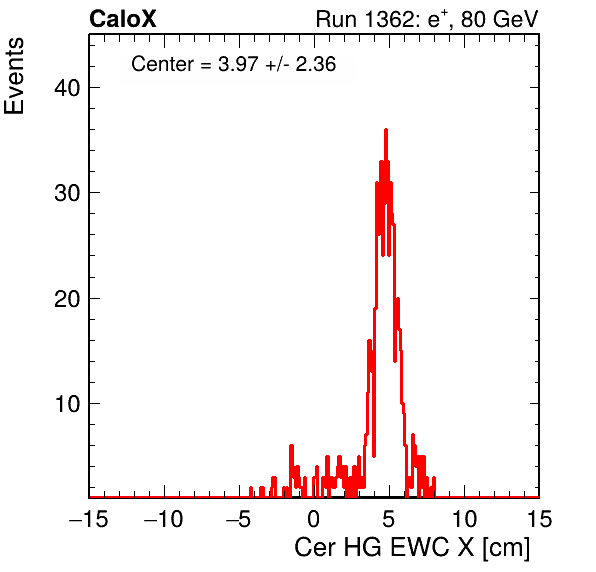 CaloX
Run 1362: e+, 80 GeV
Events
Center = 3.97 +/- 2.36
40
30
20
10
−15 −10 −5 0 5 10 15
Cer HG EWC X [cm]